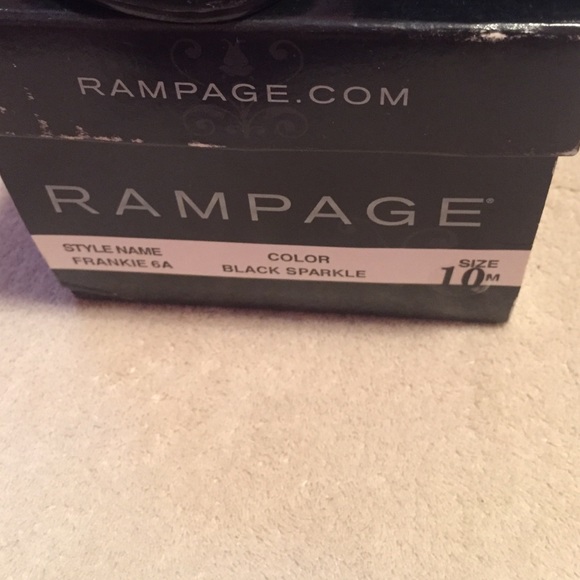 RAMPAGE.COM
RAMPAGE®
STYLE NAME COLOR SIZE
FRANKIE 6A BLACK SPARKLE 10M